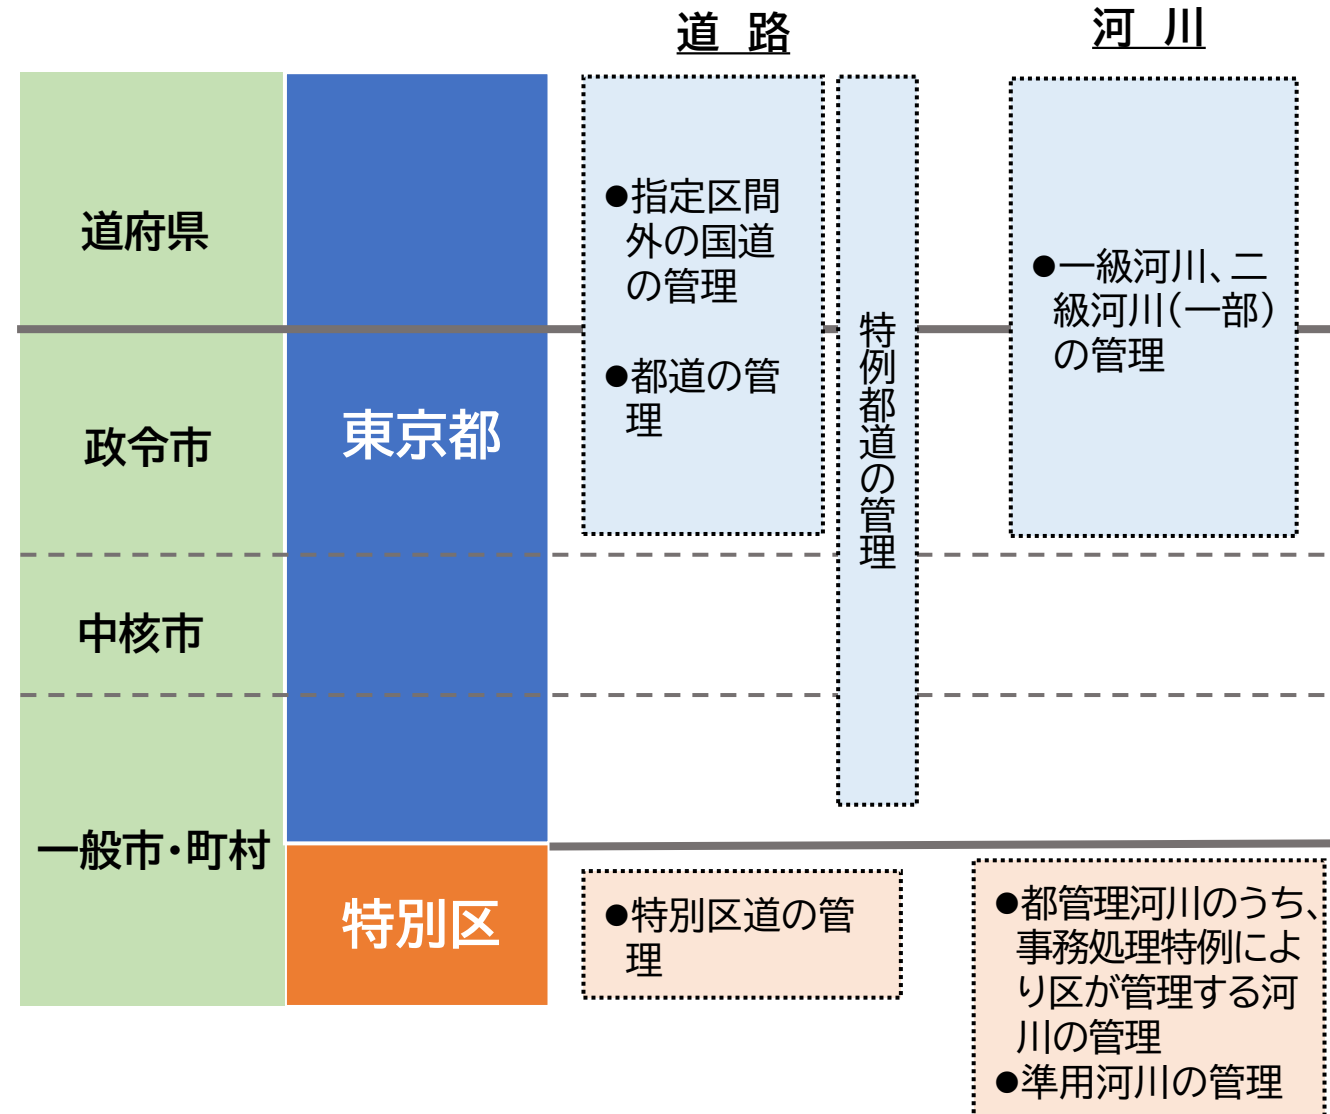 道 路
河 川
道府県
政令市
中核市
一般市・町村
東京都
特別区
●指定区間
外の国道
の管理
●都道の管
理
特例都道の管理
●一級河川、二
級河川（一部）
の管理
●特別区道の管
理
●都管理河川のうち、
事務処理特例によ
り区が管理する河
川の管理
●準用河川の管理